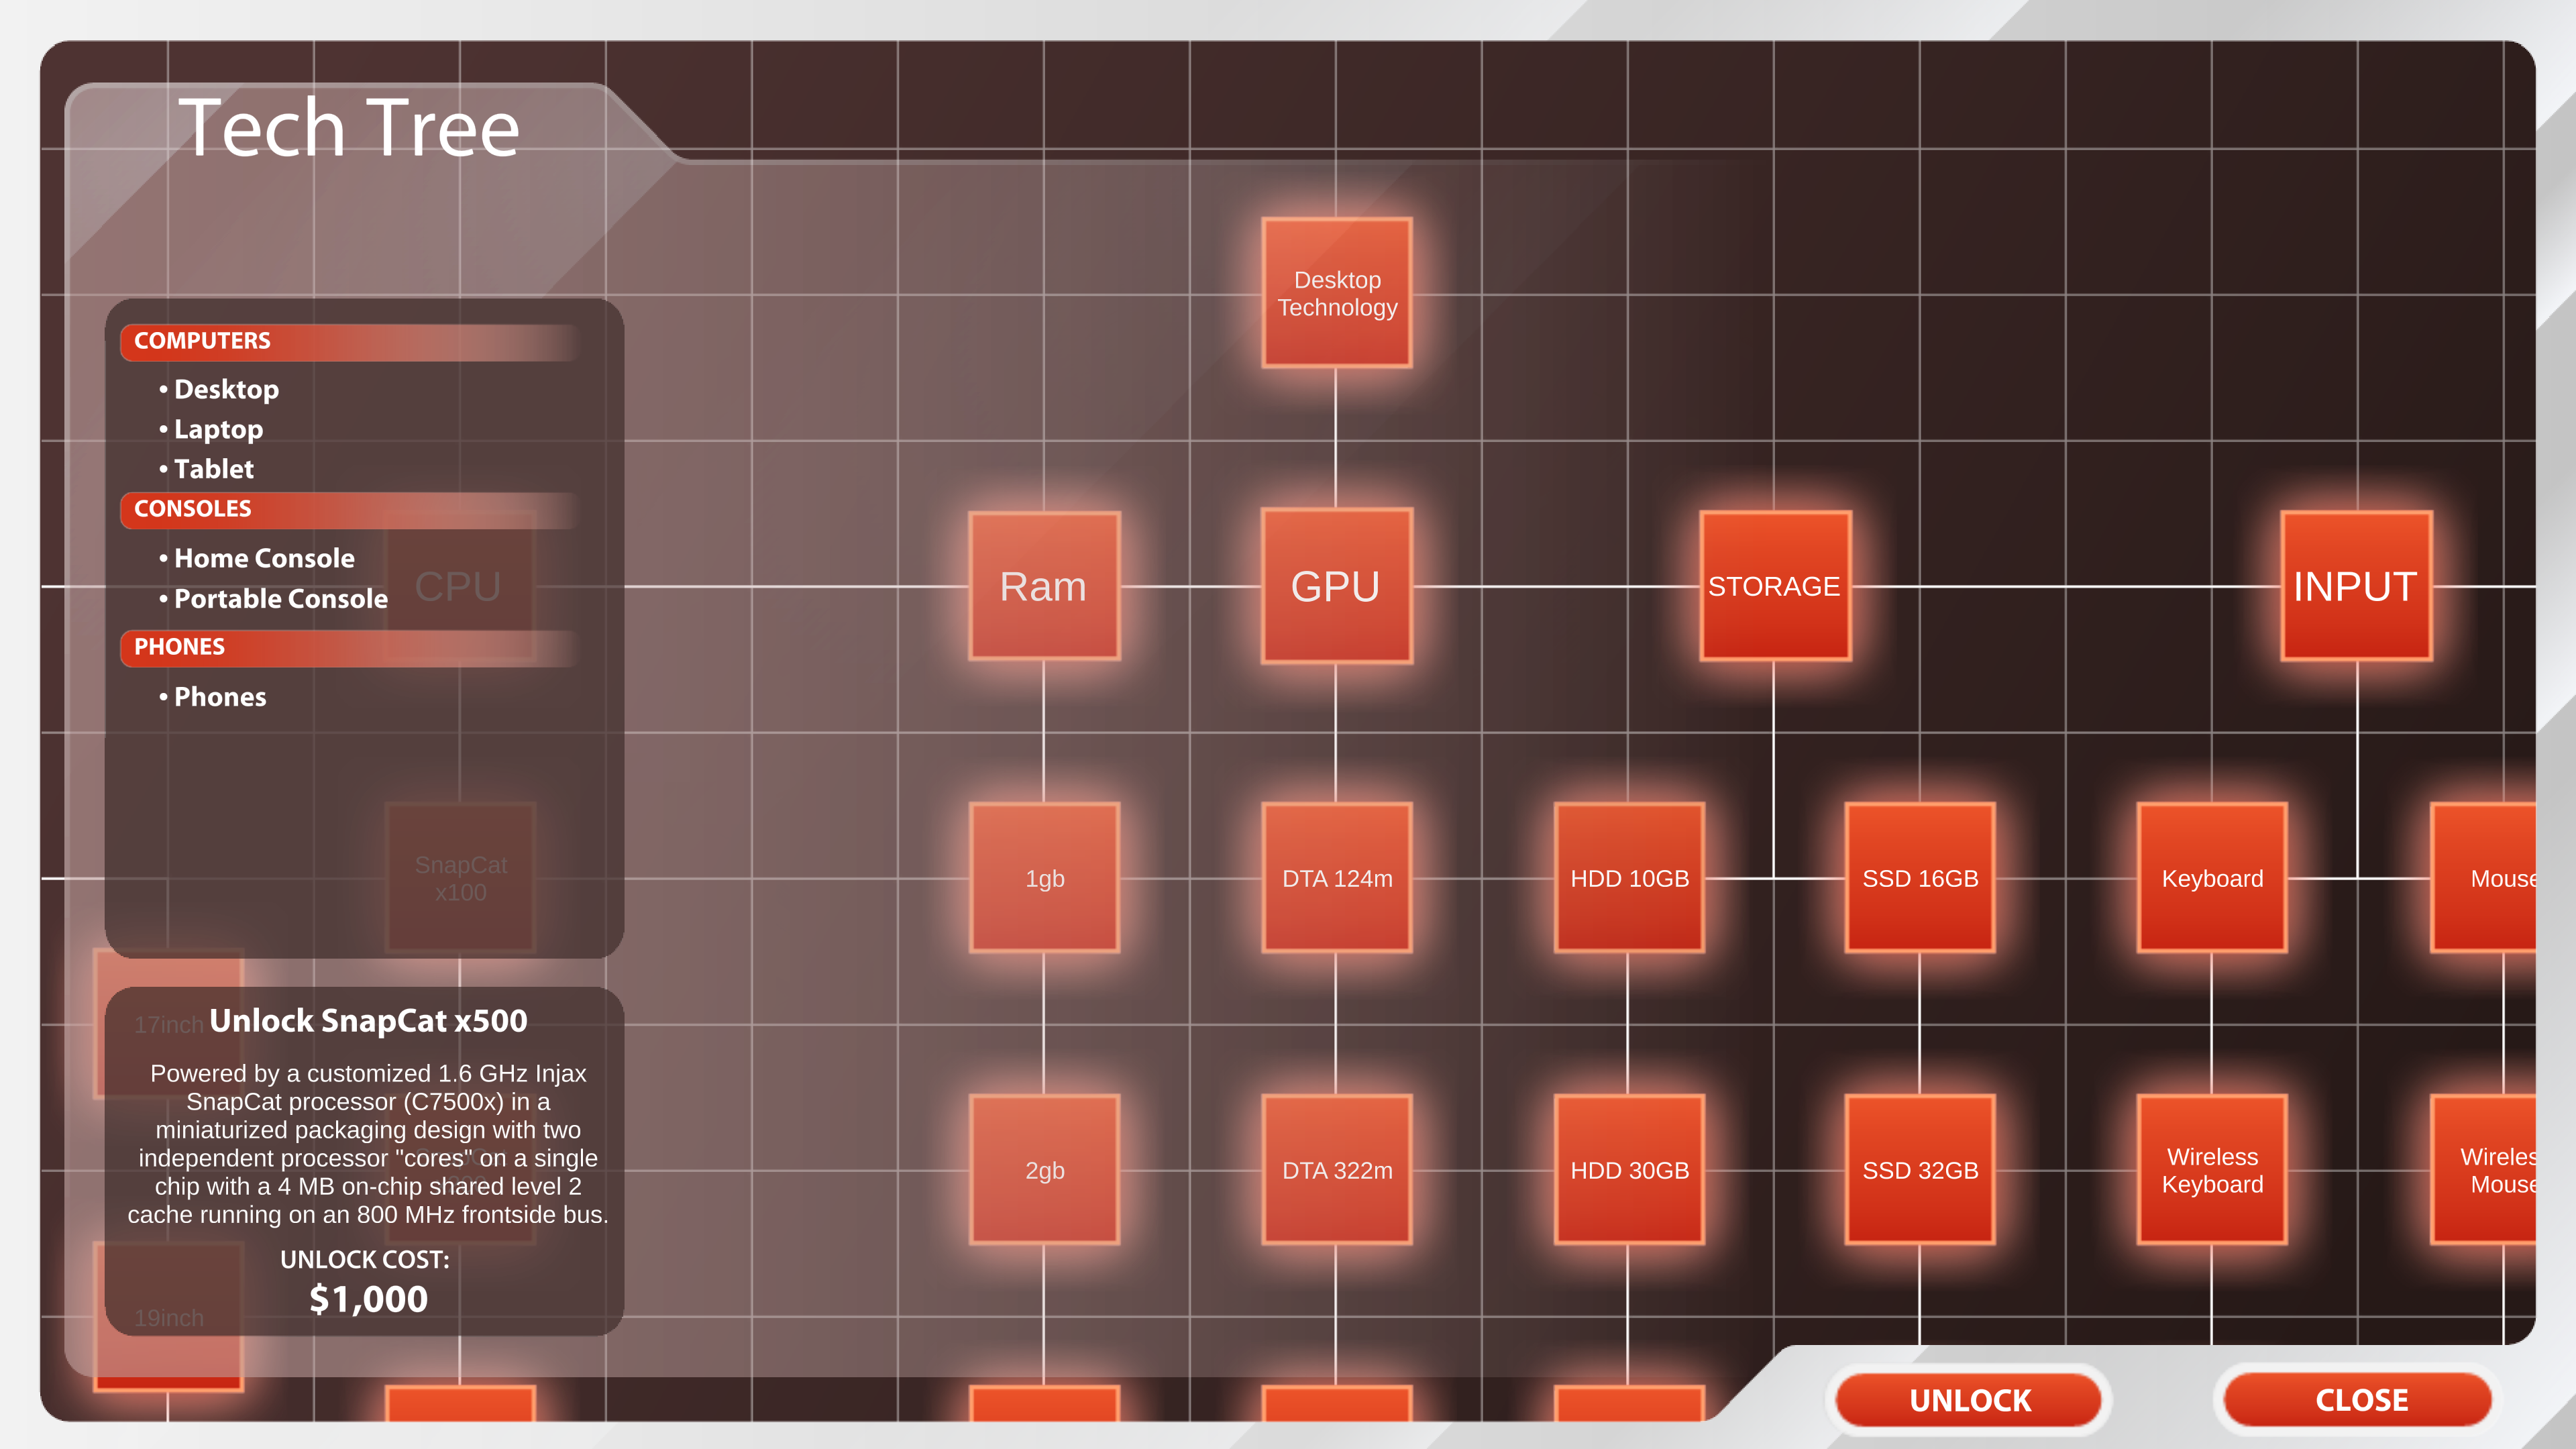 Tech Tree
COMPUTERS
• Desktop
• Laptop
• Tablet
CONSOLES
• Home Console
• Portable Console
PHONES
• Phones
CPU
SnapCat
x100
17inch
Unlock SnapCat x500
Powered by a customized 1.6 GHz Injax
SnapCat processor (C7500x) in a
miniaturized packaging design with two
independent processor "cores" on a single
chip with a 4 MB on-chip shared level 2
cache running on an 800 MHz frontside bus.
UNLOCK COST:
$1,000
19inch
Desktop
Technology
Ram
GPU
STORAGE
INPUT
1gb
DTA 124m
HDD 10GB
SSD 16GB
Keyboard
Mouse
2gb
DTA 322m
HDD 30GB
SSD 32GB
Wireless
Keyboard
Wireles
Mouse
UNLOCK
CLOSE